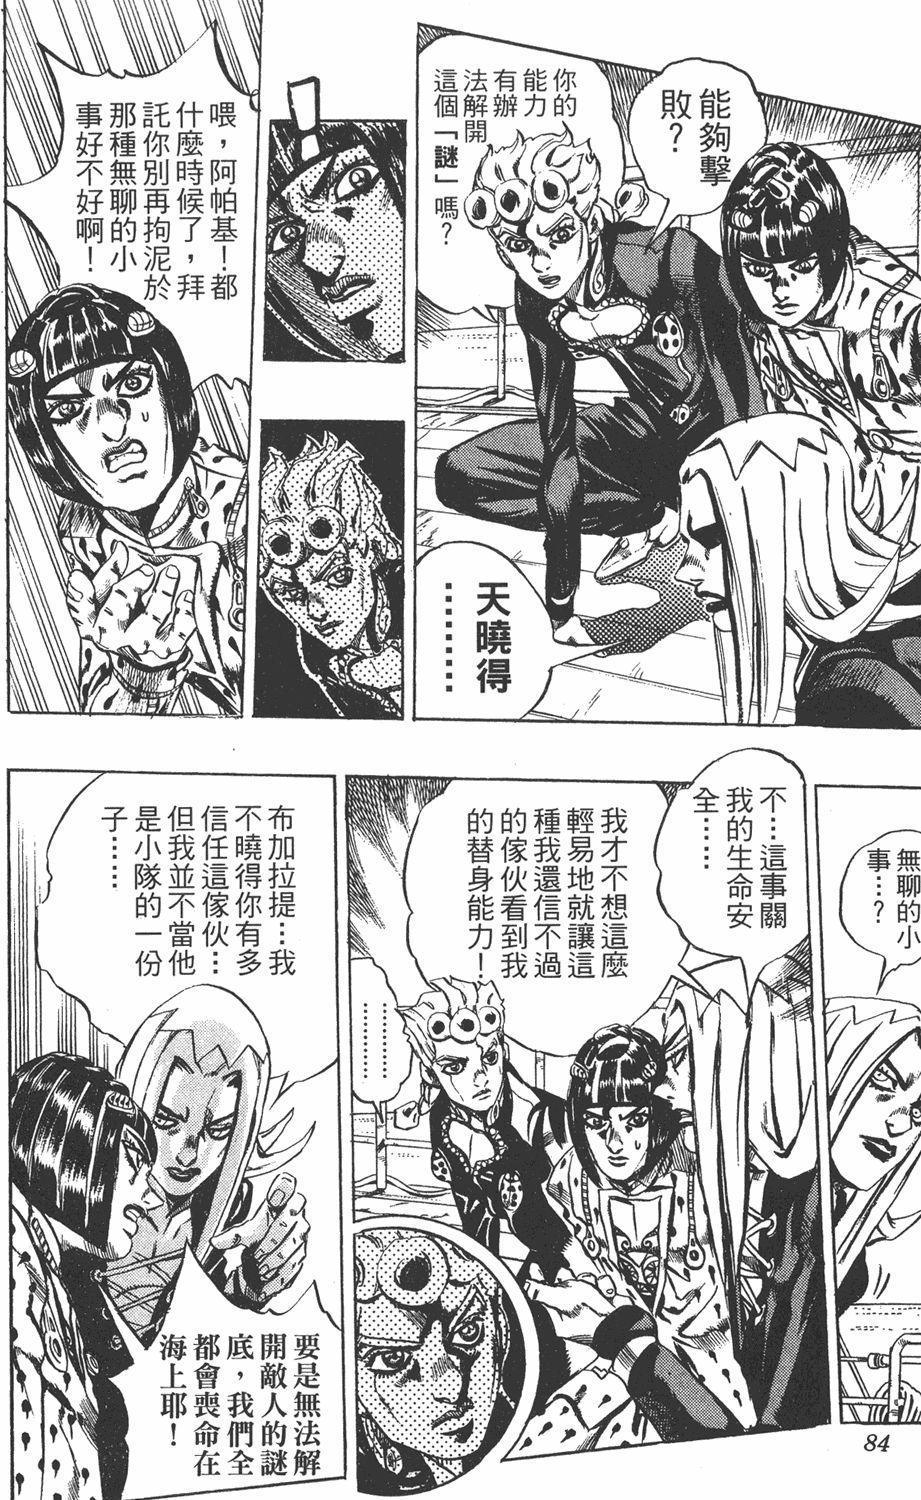 能夠擊
敗?
你的
能力
有辦
法解開
這個「謎」嗎?
天曉得
………
!
喂,阿帕基!都
什麼時候了,拜
託你別再拘泥於
那種無聊的小
事好不好啊!
無聊的小
事…?
不…這事關
我的生命安
全……
我才不想這麼
輕易地就讓這
種我還信不過
的傢伙看到我
的替身能力!
…………
布加拉提…我
不曉得你有多
信任這傢伙…
但我並不當他
是小隊的一份
子……
要是無法解
開敵人的謎
底,我們全
都會喪命在
海上耶!
84